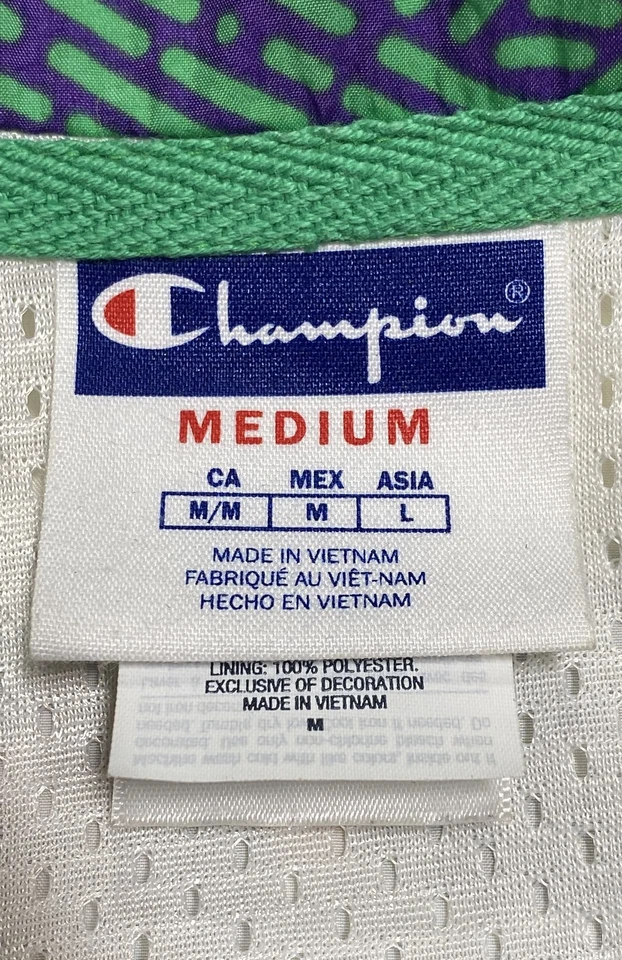 Champion®
MEDIUM
CA MEX ASIA
M/M M L
MADE IN VIETNAM
FABRIQUÉ AU VIÊT-NAM
HECHO EN VIETNAM
LINING: 100% POLYESTER.
EXCLUSIVE OF DECORATION
MADE IN VIETNAM
M